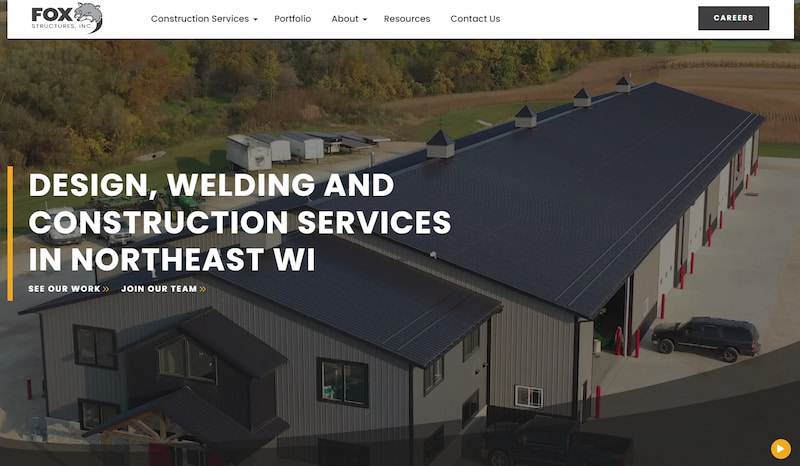 FOX
STRUCTURES, INC.
Construction Services
Portfolio
About
Resources
Contact Us
CAREERS
DESIGN, WELDING AND
CONSTRUCTION SERVICES
IN NORTHEAST WI
SEE OUR WORK
JOIN OUR TEAM